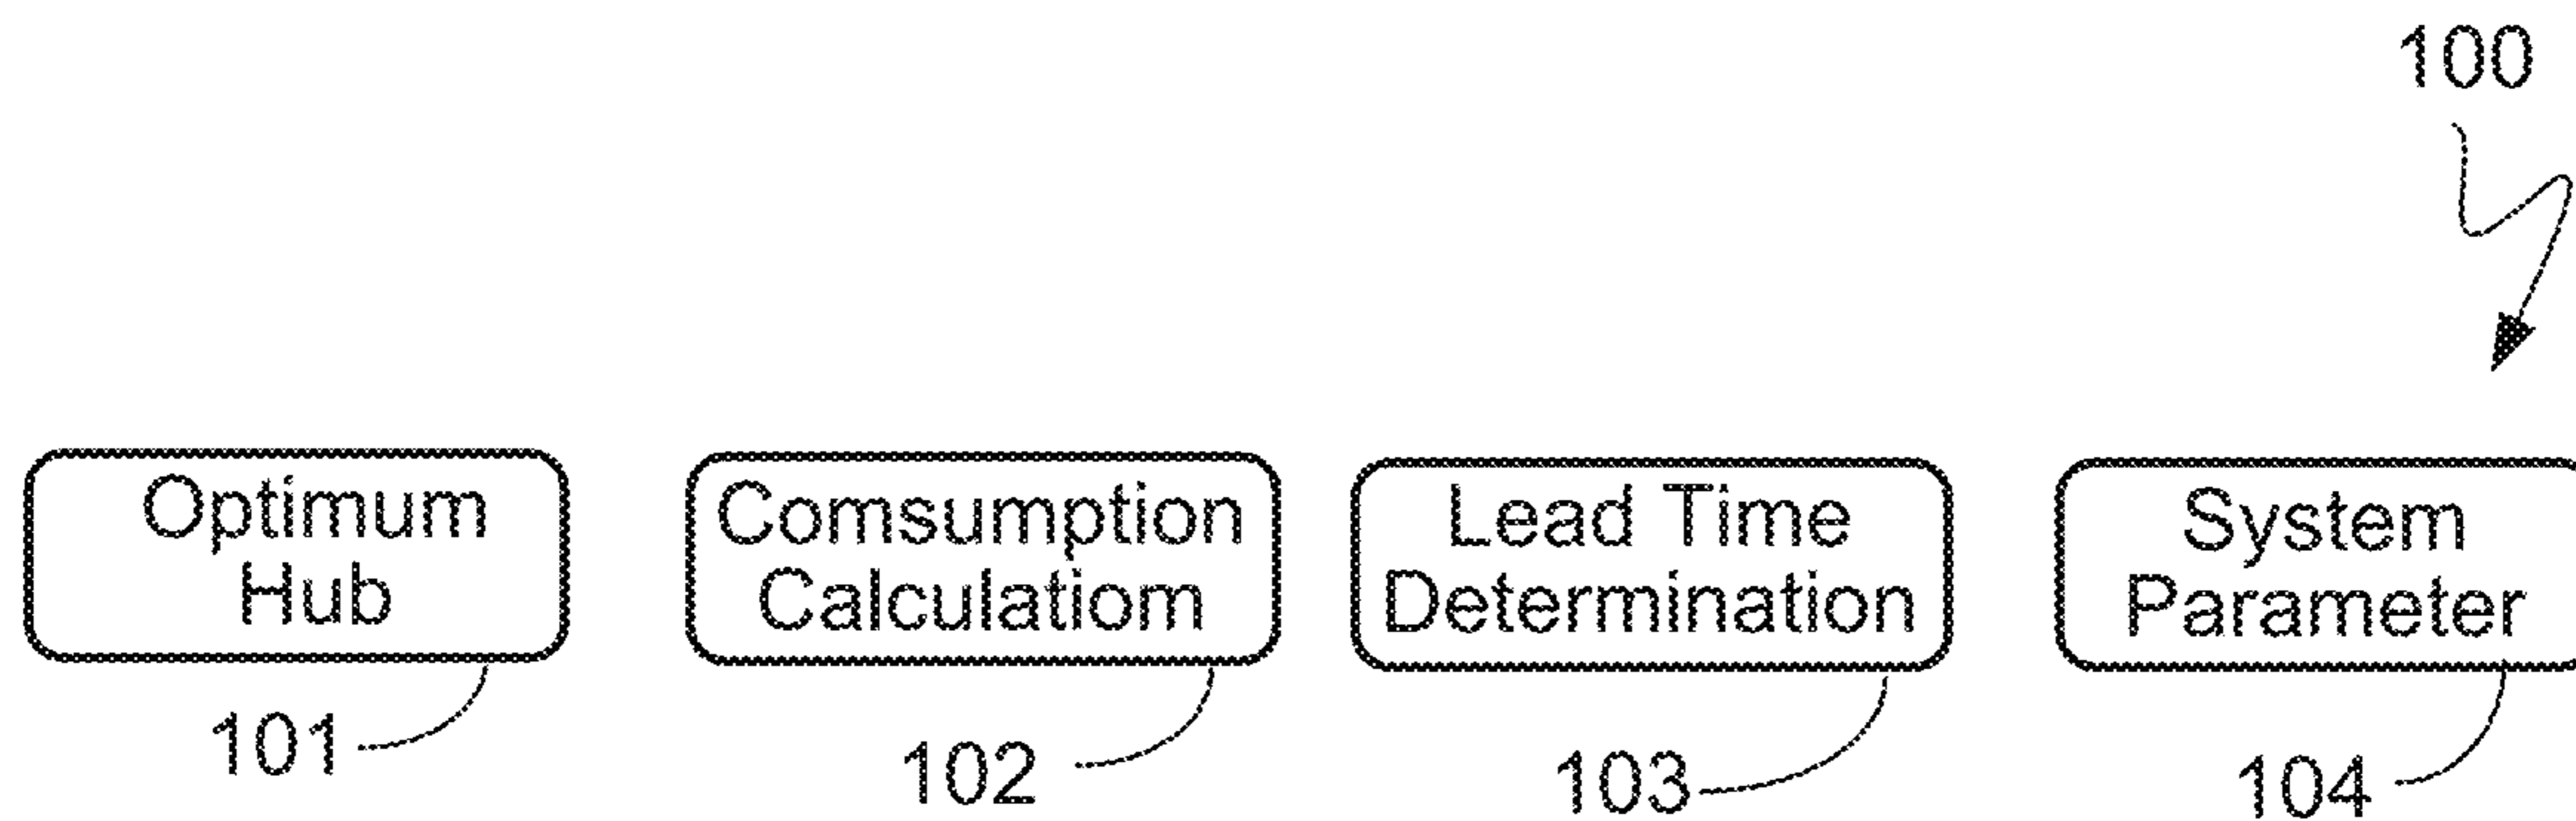 100
Optimum
Hub
Comsumption
Calculatiom
Lead Time
Determination
System
Parameter
101
102
103
104